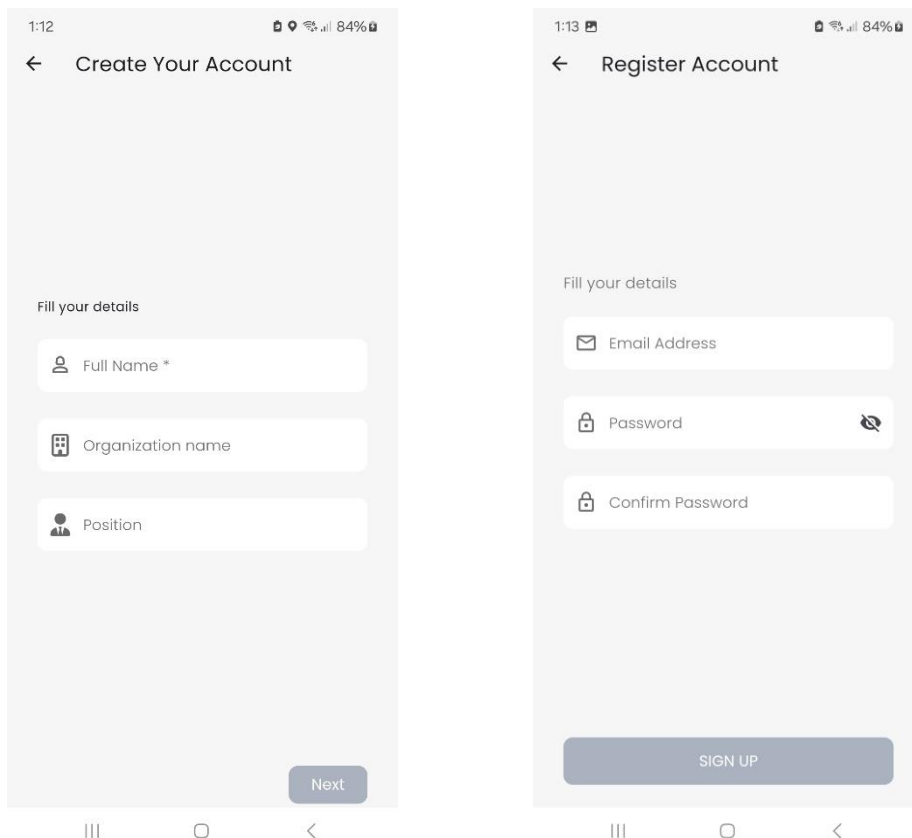 1:12
84%
Create Your Account
Fill your details
Full Name *
Organization name
Position
Next
1:13
84%
Register Account
Fill your details
Email Address
Password
Confirm Password
SIGN UP